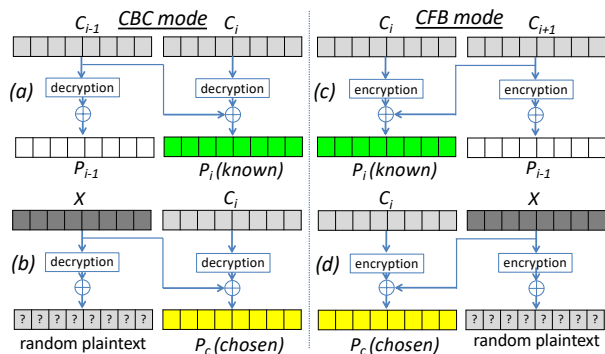 CBC mode
CFB mode
C_{i-1} C_i
C_i C_{i+1}
(a) decryption decryption
(c) encryption encryption
P_{i-1} P_i (known)
P_i (known) P_{i-1}
X C_i
C_i X
(b) decryption decryption
(d) encryption encryption
? ? ? ? ? ? ? ?
? ? ? ? ? ? ? ?
random plaintext P_c (chosen)
P_c (chosen) random plaintext